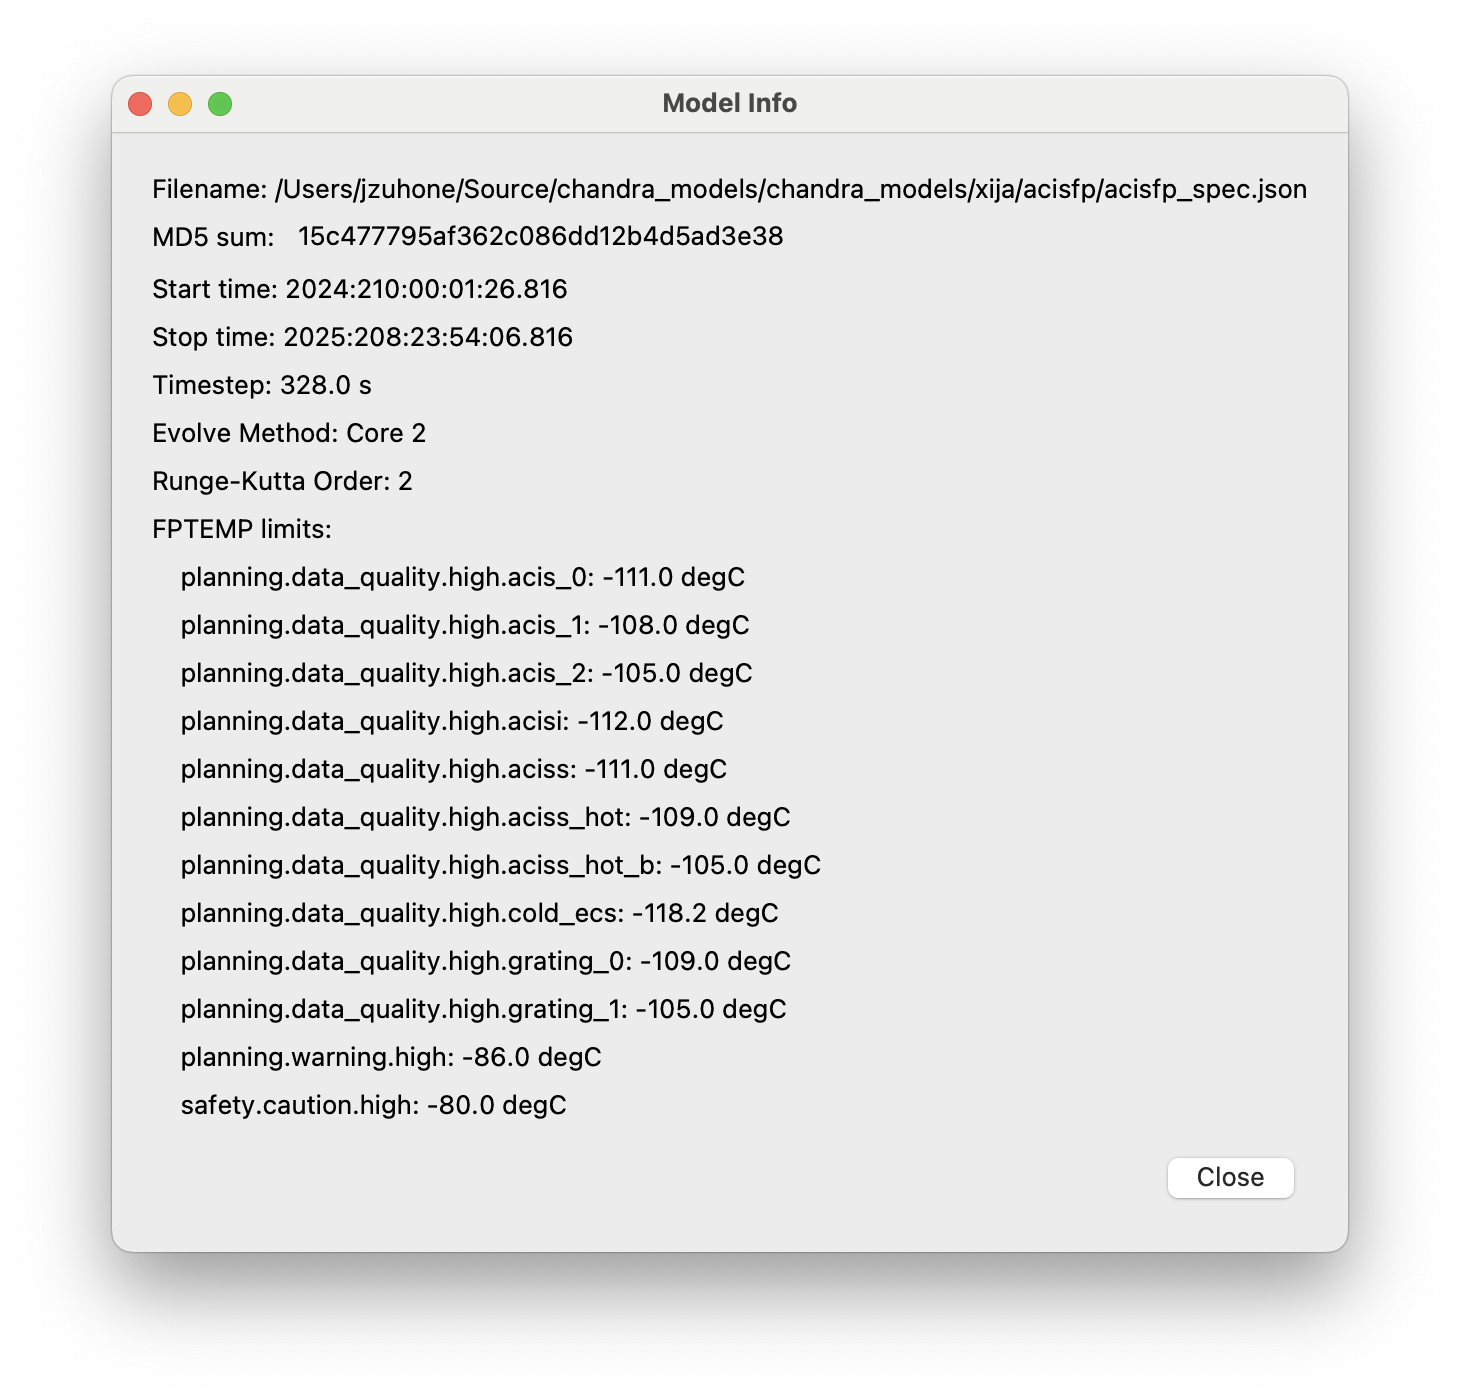 Model Info
Filename: /Users/jzuhone/Source/chandra_models/chandra_models/xija/acisfp/acisfp_spec.json
MD5 sum: 15c477795af362c086dd12b4d5ad3e38
Start time: 2024:210:00:01:26.816
Stop time: 2025:208:23:54:06.816
Timestep: 328.0 s
Evolve Method: Core 2
Runge-Kutta Order: 2
FPTEMP limits:
planning.data_quality.high.acis_0: -111.0 degC
planning.data_quality.high.acis_1: -108.0 degC
planning.data_quality.high.acis_2: -105.0 degC
planning.data_quality.high.acisi: -112.0 degC
planning.data_quality.high.aciss: -111.0 degC
planning.data_quality.high.aciss_hot: -109.0 degC
planning.data_quality.high.aciss_hot_b: -105.0 degC
planning.data_quality.high.cold_ecs: -118.2 degC
planning.data_quality.high.grating_0: -109.0 degC
planning.data_quality.high.grating_1: -105.0 degC
planning.warning.high: -86.0 degC
safety.caution.high: -80.0 degC
Close